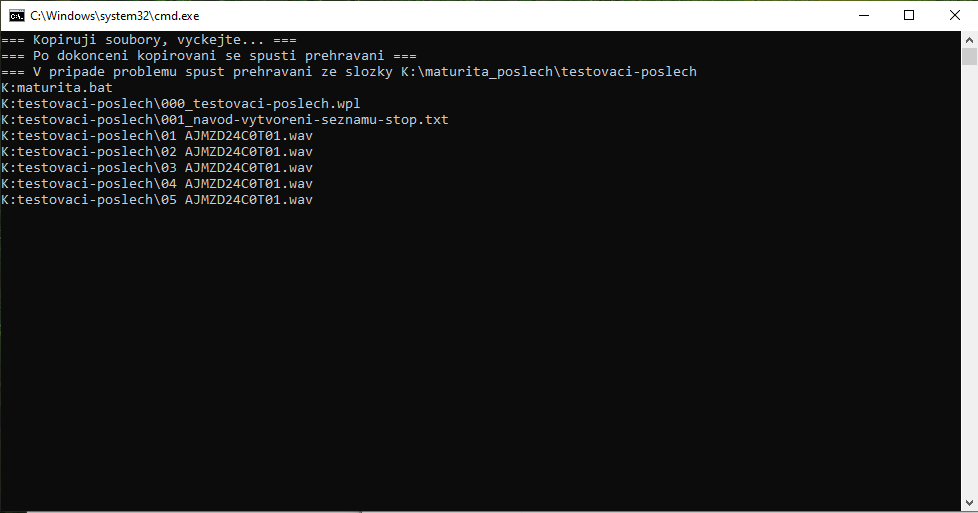 C:\Windows\system32\cmd.exe
=== Kopiruji soubory, vyckejte... ===
=== Po dokonceni kopirovani se spusti prehravani ===
=== V pripade problemu spust prehravani ze slozky K:\maturita_poslech\testovaci-poslech
K:maturita.bat
K:testovaci-poslech\000_testovaci-poslech.wpl
K:testovaci-poslech\001_navod-vytvoreni-seznamu-stop.txt
K:testovaci-poslech\01 AJMZD24C0T01.wav
K:testovaci-poslech\02 AJMZD24C0T01.wav
K:testovaci-poslech\03 AJMZD24C0T01.wav
K:testovaci-poslech\04 AJMZD24C0T01.wav
K:testovaci-poslech\05 AJMZD24C0T01.wav